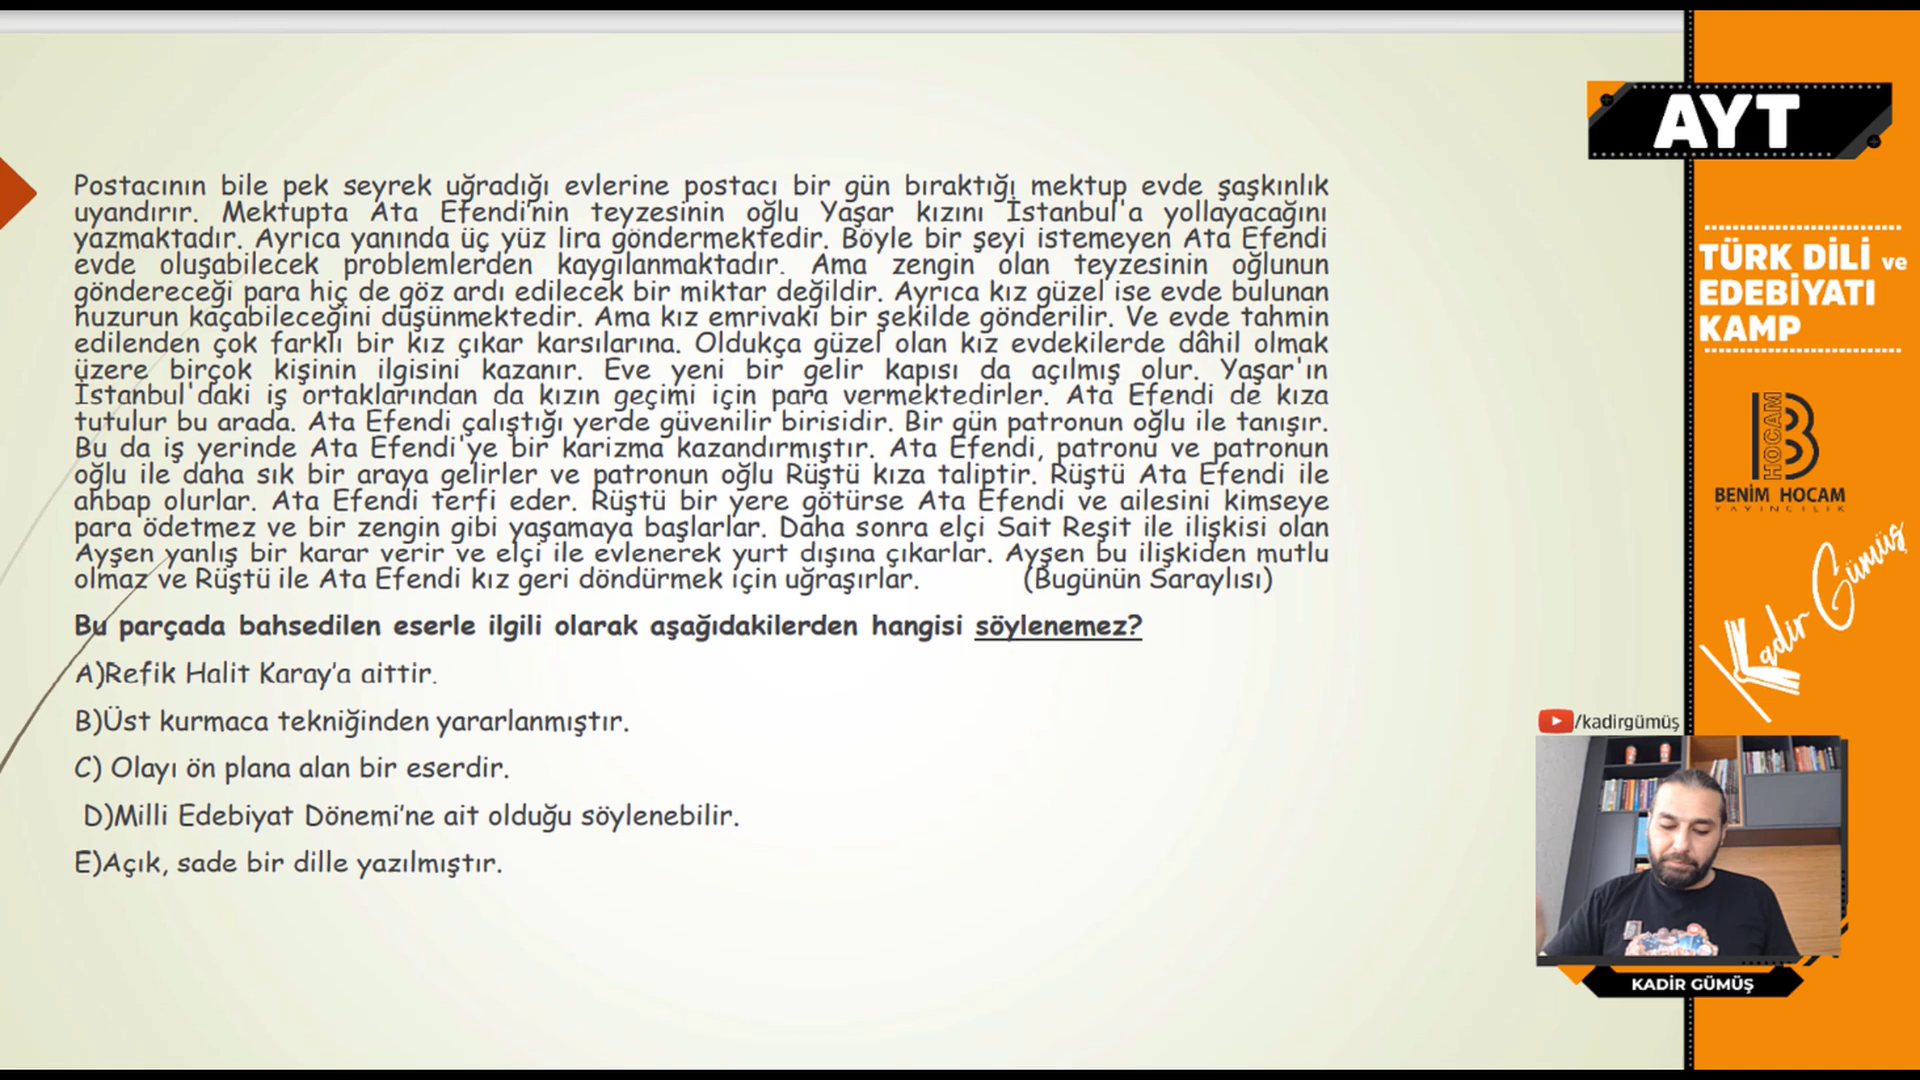 Postacının bile pek seyrek uğradığı evlerine postacı bir gün bıraktığı mektup evde şaşkınlık
uyandırır. Mektupta Ata Efendi'nin teyzesinin oğlu Yaşar kızını İstanbul'a yollayacağını
yazmaktadır. Ayrıca yanında üç yüz lira göndermektedir. Böyle bir şeyi istemeyen Ata Efendi
evde oluşabilecek problemlerden kaygılanmaktadır. Ama zengin olan teyzesinin oğlunun
göndereceği para hiç de göz ardı edilecek bir miktar değildir. Ayrıca kız güzel ise evde bulunan
huzurun kaçabileceğini düşünmektedir. Ama kız emrivaki bir şekilde gönderilir. Ve evde tahmin
edilenden çok farklı bir kız çıkar karsılarına. Oldukça güzel olan kız evdekilerde dâhil olmak
üzere birçok kişinin ilgisini kazanır. Eve yeni bir gelir kapısı da açılmış olur. Yaşar'ın
İstanbul'daki iş ortaklarından da kızın geçimi için para vermektedirler. Ata Efendi de kıza
tutulur bu arada. Ata Efendi çalıştığı yerde güvenilir birisidir. Bir gün patronun oğlu ile tanışır.
Bu da iş yerinde Ata Efendi'ye bir karizma kazandırmıştır. Ata Efendi, patronu ve patronun
oğlu ile daha sık bir araya gelirler ve patronun oğlu Rüştü kıza taliptir. Rüştü Ata Efendi ile
ahbap olurlar. Ata Efendi terfi eder. Rüştü bir yere götürse Ata Efendi ve ailesini kimseye
para ödetmez ve bir zengin gibi yaşamaya başlarlar. Daha sonra elçi Sait Reşit ile ilişkisi olan
Ayşen yanlış bir karar verir ve elçi ile evlenerek yurt dışına çıkarlar. Ayşen bu ilişkiden mutlu
olmaz ve Rüştü ile Ata Efendi kız geri döndürmek için uğraşırlar. (Bugünün Saraylısı)
Bu parçada bahsedilen eserle ilgili olarak aşağıdakilerden hangisi söylenemez?
A)Refik Halit Karay'a aittir.
B)Üst kurmaca tekniğinden yararlanmıştır.
C) Olayı ön plana alan bir eserdir.
D)Milli Edebiyat Dönemi'ne ait olduğu söylenebilir.
E)Açık, sade bir dille yazılmıştır.
AYT
TÜRK DİLİ ve
EDEBİYATI
KAMP
HOCAM
BENİM HOCAM
YAYINCILIK
Kadir Gümüş
/kadirgümüş
KADİR GÜMÜŞ